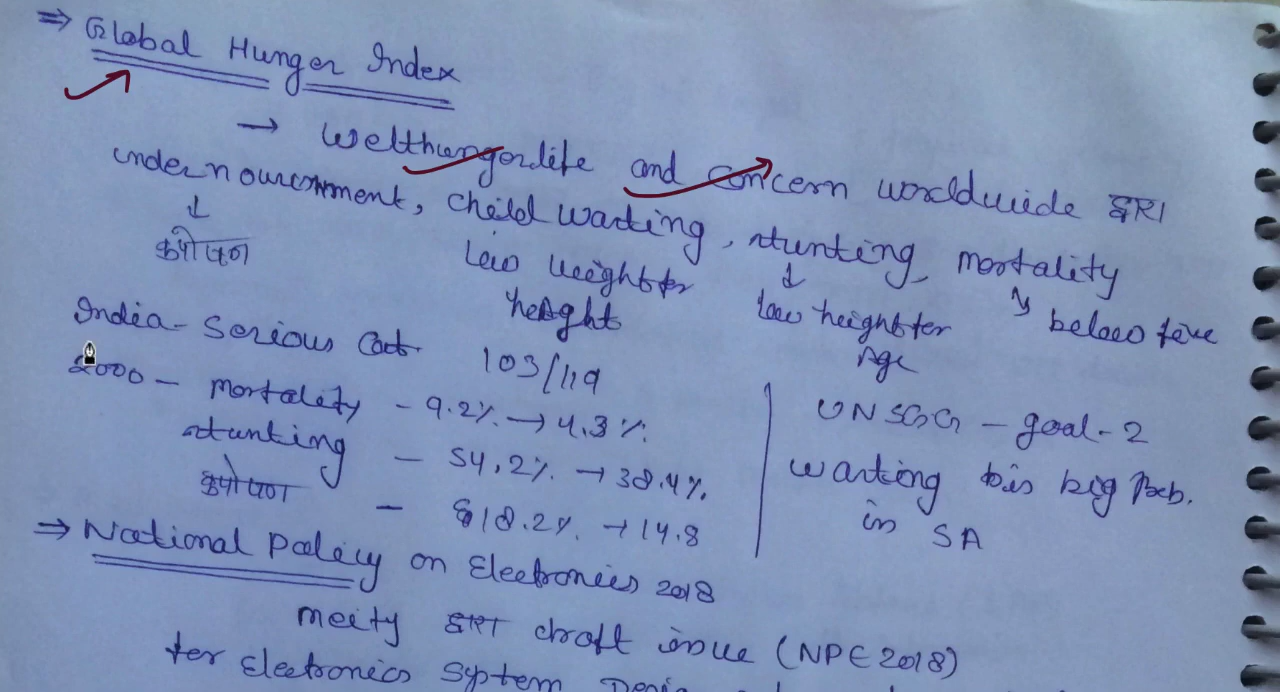 ⇒ Global Hunger Index
→ Welthungerlife and concern worldwide द्वारा
undernourishment, child wasting, stunting, mortality
↓ कुपोषण
low weight for height
↓ low height for Age
↘ below five
India - Serious Cat. 103/119
2000 - mortality - 9.2% → 4.3%
stunting - 54.2% → 38.4%
कुपोषण - 18.2% → 14.8
UN SDG - goal - 2
wasting is big Prob.
in SA
⇒ National Policy on Electronics 2018
meity द्वारा draft issue (NPE 2018)
for Electronics System Design